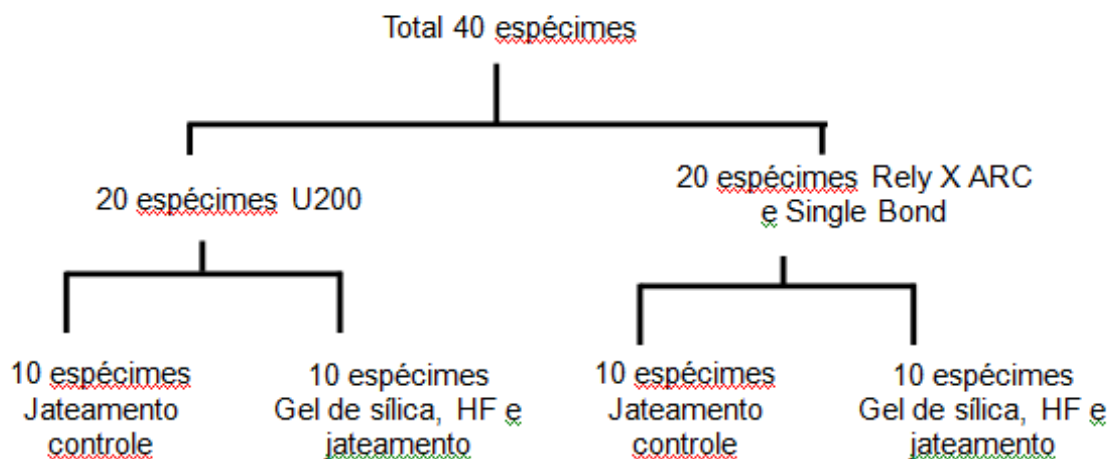 Total 40 espécimes
20 espécimes U200
20 espécimes Rely X ARC
e Single Bond
10 espécimes
Jateamento
controle
10 espécimes
Gel de sílica, HF e
jateamento
10 espécimes
Jateamento
controle
10 espécimes
Gel de sílica, HF e
jateamento